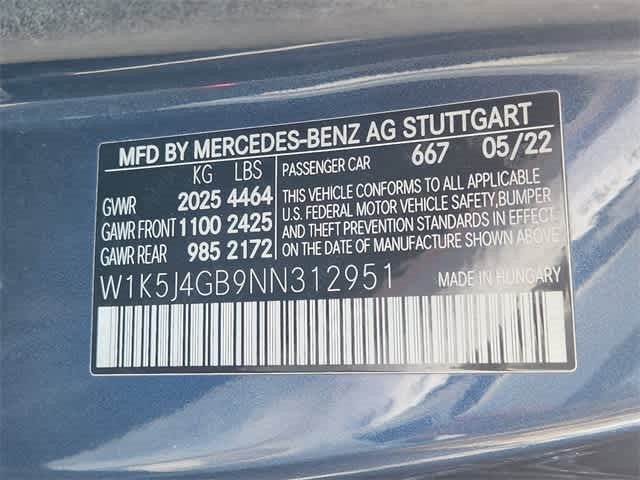 MFD BY MERCEDES-BENZ AG STUTTGART
KG LBS
GVWR 2025 4464
GAWR FRONT 1100 2425
GAWR REAR 985 2172
PASSENGER CAR 667 05/22
THIS VEHICLE CONFORMS TO ALL APPLICABLE
U.S. FEDERAL MOTOR VEHICLE SAFETY,BUMPER
AND THEFT PREVENTION STANDARDS IN EFFECT
ON THE DATE OF MANUFACTURE SHOWN ABOVE.
W1K5J4GB9NN312951 MADE IN HUNGARY